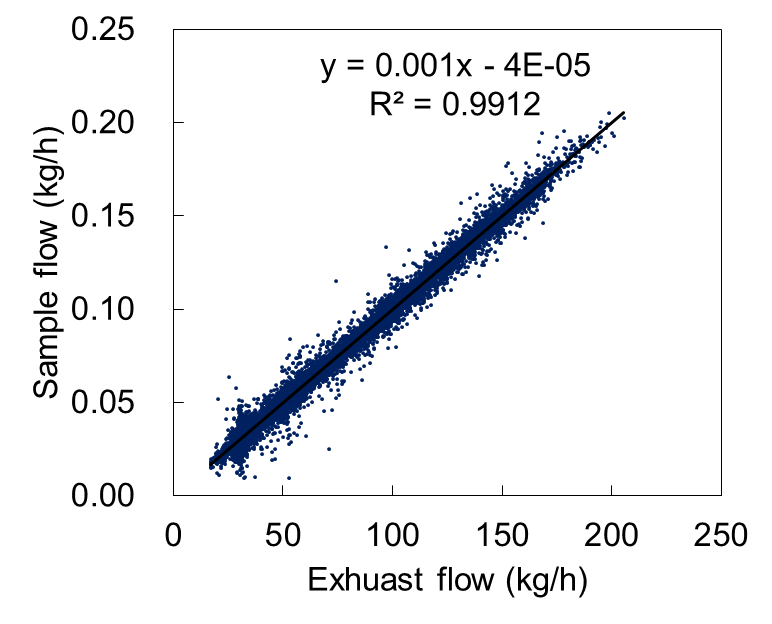 y = 0.001x - 4E-05
R² = 0.9912
Sample flow (kg/h)
0.25
0.20
0.15
0.10
0.05
0.00
0 50 100 150 200 250
Exhuast flow (kg/h)